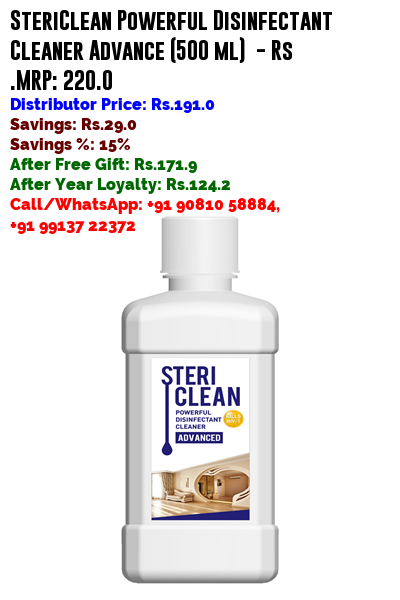 SteriClean Powerful Disinfectant
Cleaner Advance (500 ml) - Rs
.MRP: 220.0
Distributor Price: Rs.191.0
Savings: Rs.29.0
Savings %: 15%
After Free Gift: Rs.171.9
After Year Loyalty: Rs.124.2
Call/WhatsApp: +91 90810 58884,
+91 99137 22372
STERI
CLEAN
POWERFUL
DISINFECTANT
CLEANER
ADVANCED